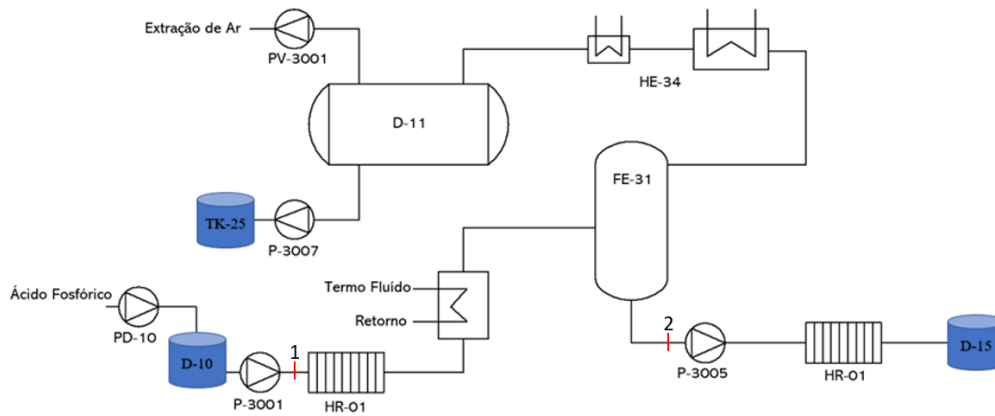 Extração de Ar
PV-3001
HE-34
D-11
FE-31
TK-25
P-3007
Termo Fluído
Retorno
Ácido Fosfórico
PD-10
D-10
P-3001
1
HR-01
2
P-3005
HR-01
D-15